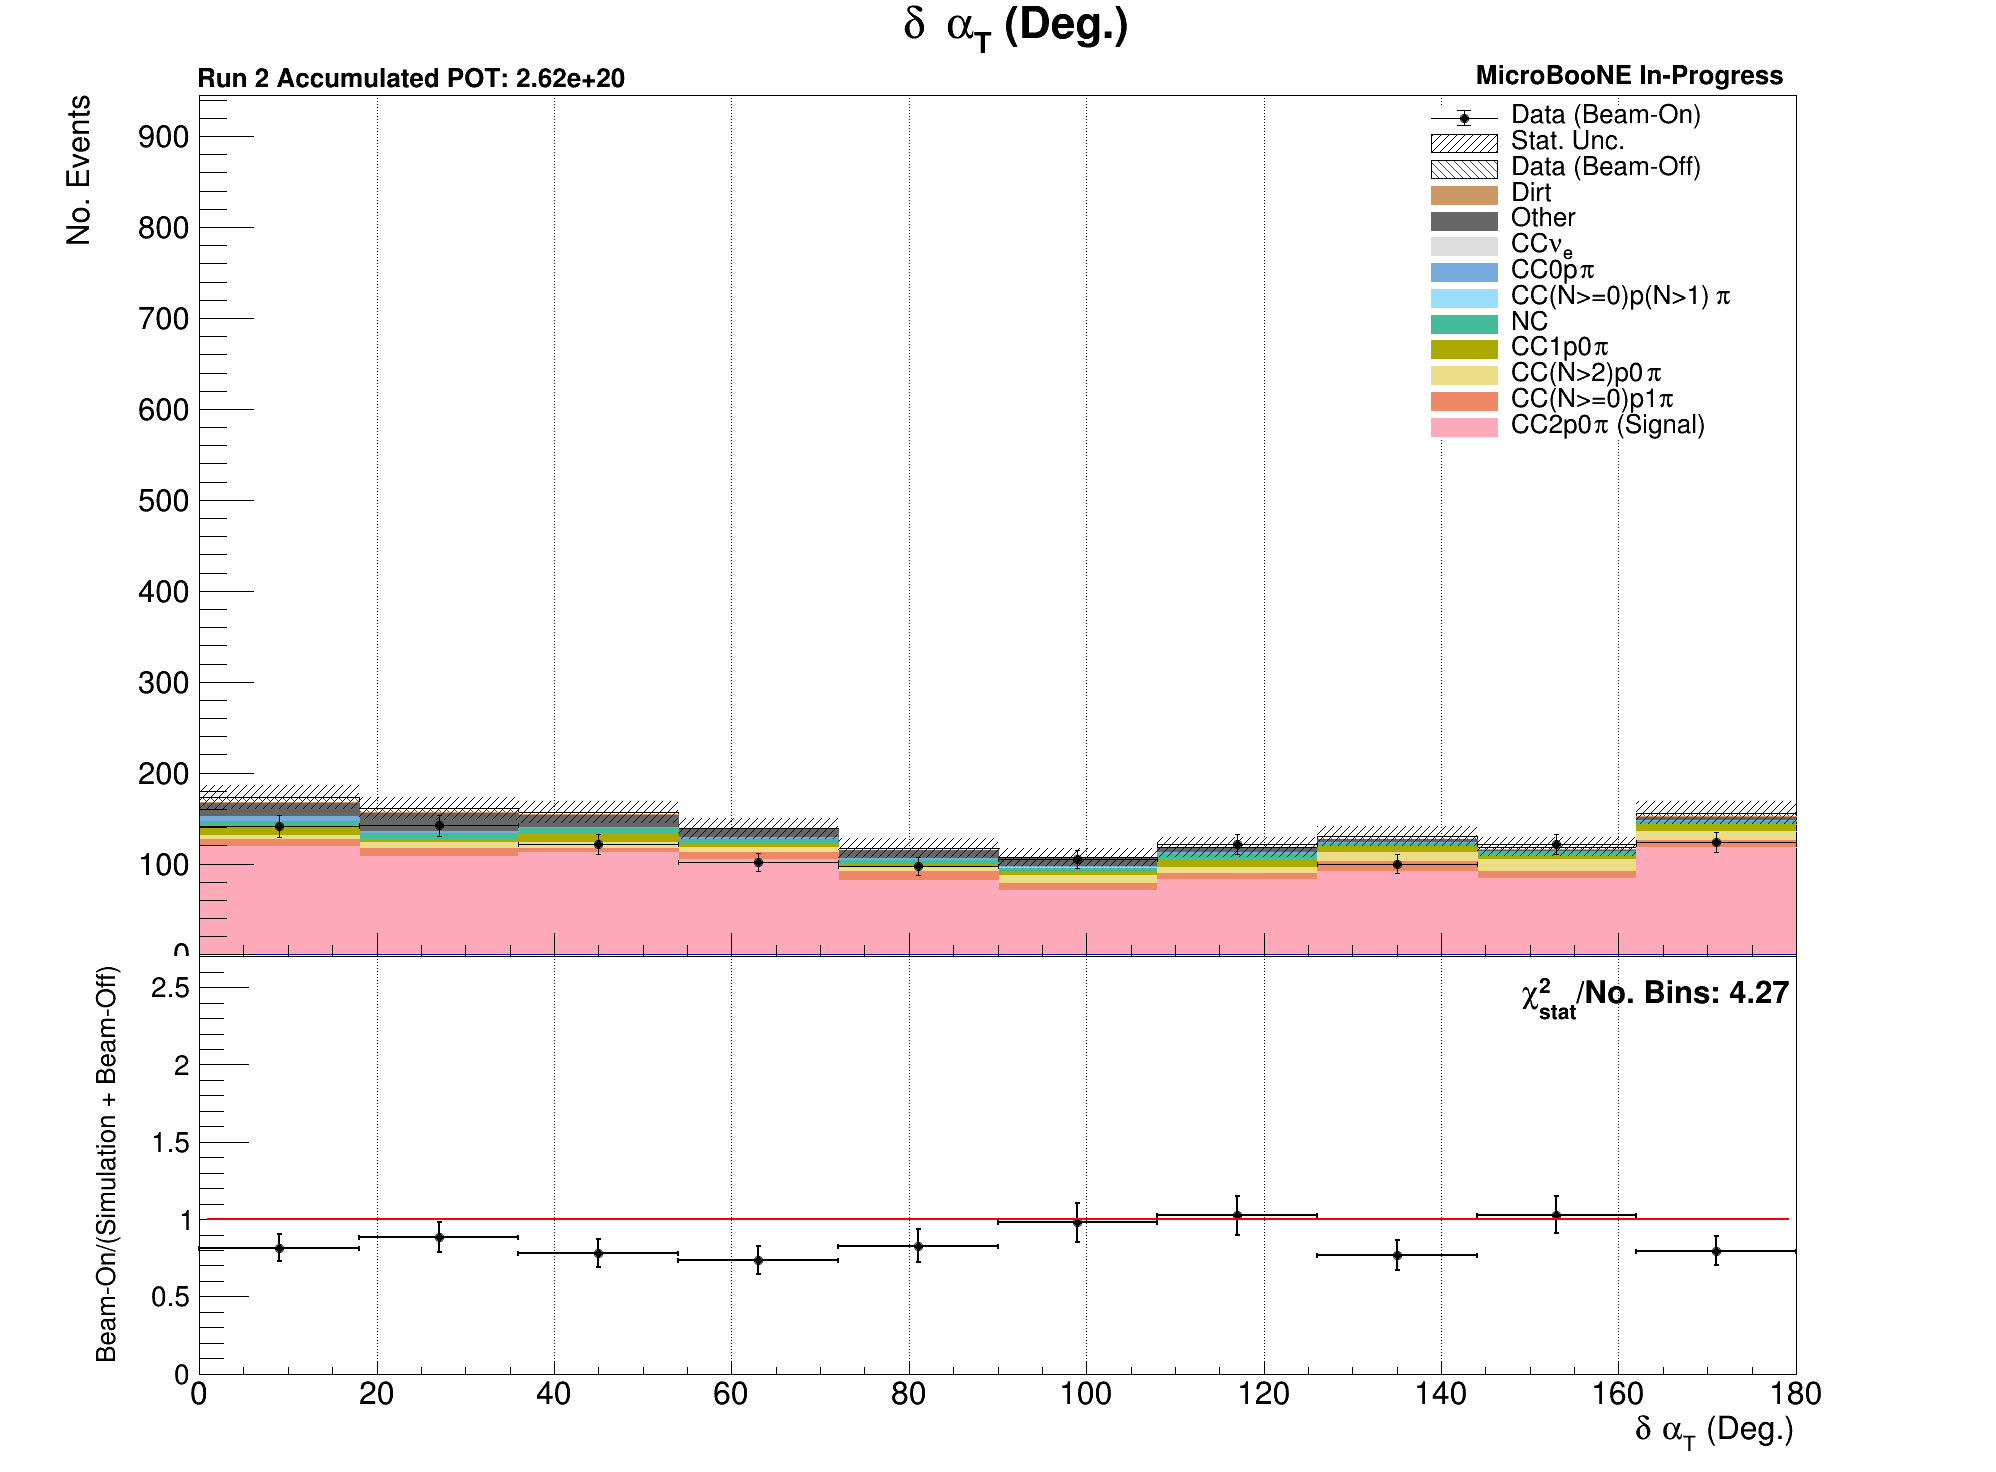 δ α_T (Deg.)
Run 2 Accumulated POT: 2.62e+20
MicroBooNE In-Progress
No. Events
900
800
700
600
500
400
300
200
100
0
Data (Beam-On)
Stat. Unc.
Data (Beam-Off)
Dirt
Other
CCν_e
CC0pπ
CC(N>=0)p(N>1) π
NC
CC1p0π
CC(N>2)p0π
CC(N>=0)p1π
CC2p0π (Signal)
Beam-On/(Simulation + Beam-Off)
2.5
2
1.5
1
0.5
0
χ²_stat/No. Bins: 4.27
0 20 40 60 80 100 120 140 160 180
δ α_T (Deg.)